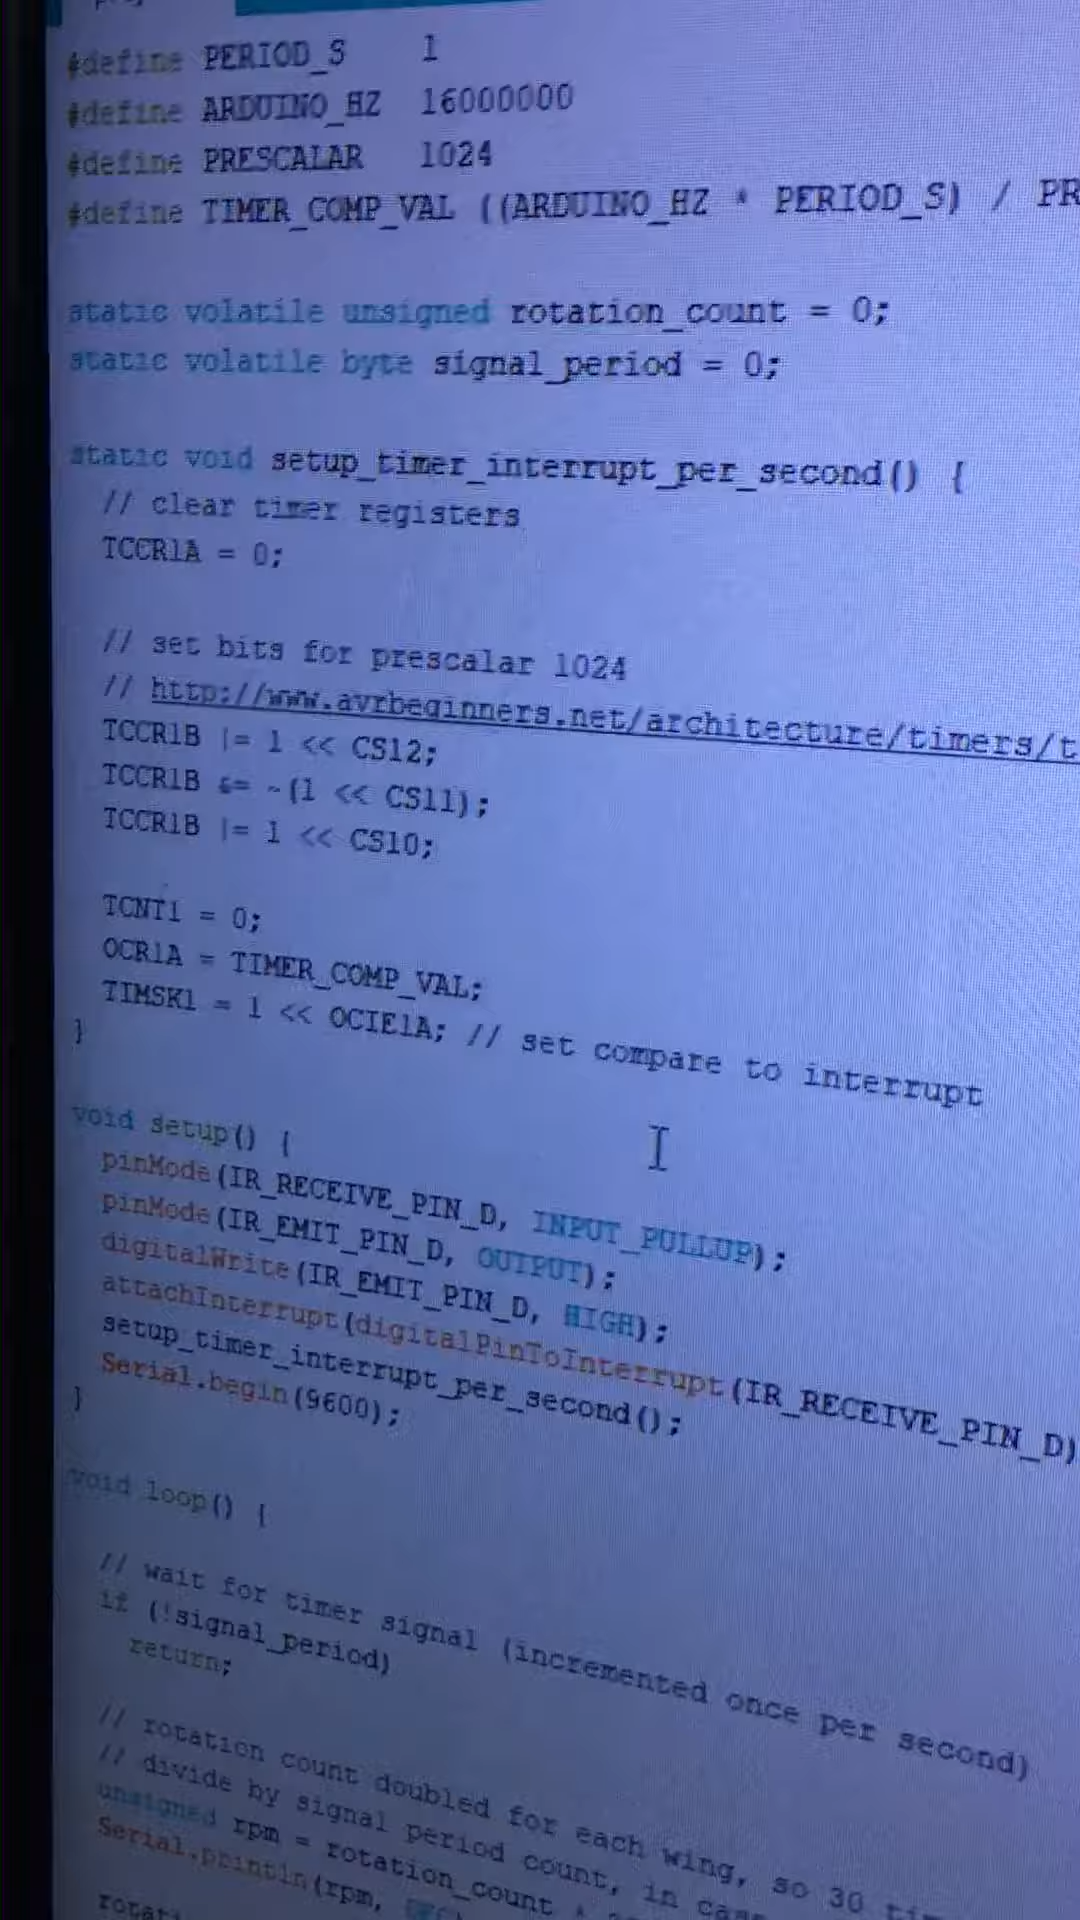 #define PERIOD_S 1
#define ARDUINO_HZ 16000000
#define PRESCALAR 1024
#define TIMER_COMP_VAL ((ARDUINO_HZ * PERIOD_S) / PR
static volatile unsigned rotation_count = 0;
static volatile byte signal_period = 0;
static void setup_timer_interrupt_per_second() {
// clear timer registers
TCCR1A = 0;
// set bits for prescalar 1024
// http://www.avrbeginners.net/architecture/timers/t
TCCR1B |= 1 << CS12;
TCCR1B &= ~(1 << CS11);
TCCR1B |= 1 << CS10;
TCNT1 = 0;
OCR1A = TIMER_COMP_VAL;
TIMSK1 = 1 << OCIE1A; // set compare to interrupt
}
void setup() {
pinMode(IR_RECEIVE_PIN_D, INPUT_PULLUP);
pinMode(IR_EMIT_PIN_D, OUTPUT);
digitalWrite(IR_EMIT_PIN_D, HIGH);
attachInterrupt(digitalPinToInterrupt(IR_RECEIVE_PIN_D)
setup_timer_interrupt_per_second();
Serial.begin(9600);
}
void loop() {
// wait for timer signal (incremented once per second)
if (!signal_period)
return;
// rotation count doubled for each wing, so 30 tim
// divide by signal period count, in case
unsigned rpm = rotation_count *
Serial.println(rpm,
rotati